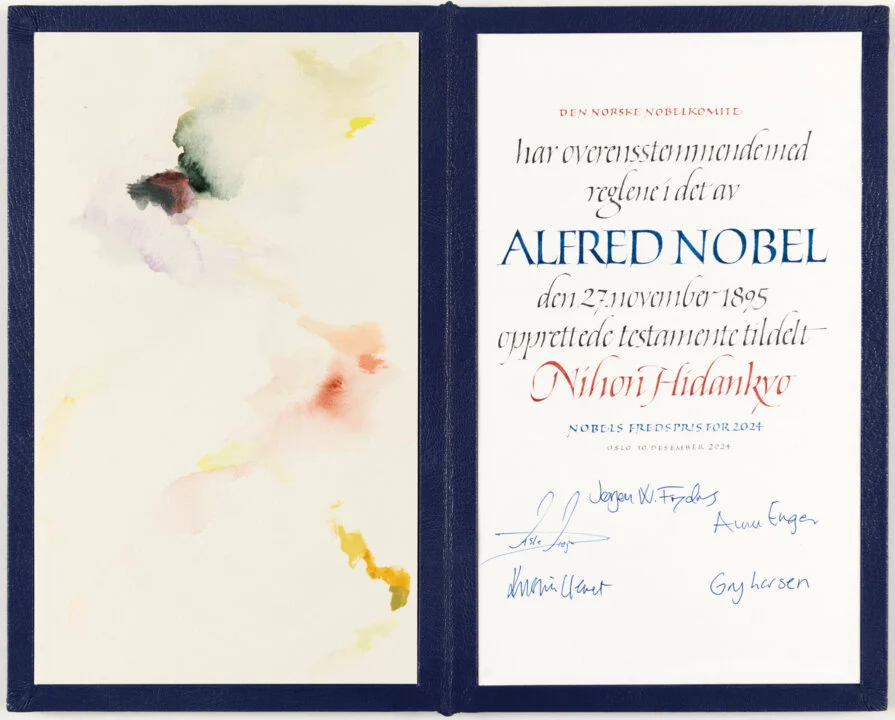 DEN NORSKE NOBELKOMITE
har overensstemmende med
reglene i det av
ALFRED NOBEL
den 27. november 1895
opprettede testamente tildelt
Nihon Hidankyo
NOBELS FREDSPRIS FOR 2024
OSLO 10. DESEMBER 2024
Jørgen W. Frydnes
Asle Toje
Anne Enger
Kristin Clemet
Gry Larsen